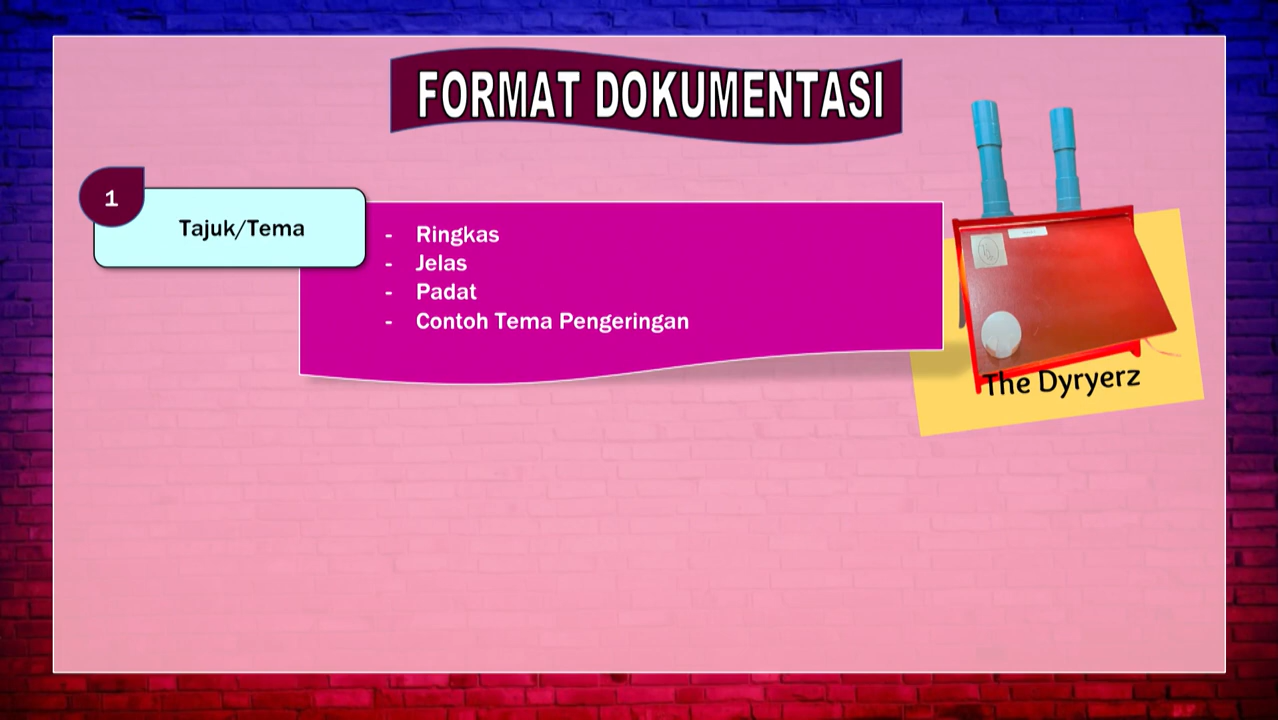 FORMAT DOKUMENTASI
1
Tajuk/Tema
- Ringkas
- Jelas
- Padat
- Contoh Tema Pengeringan
The Dyryerz